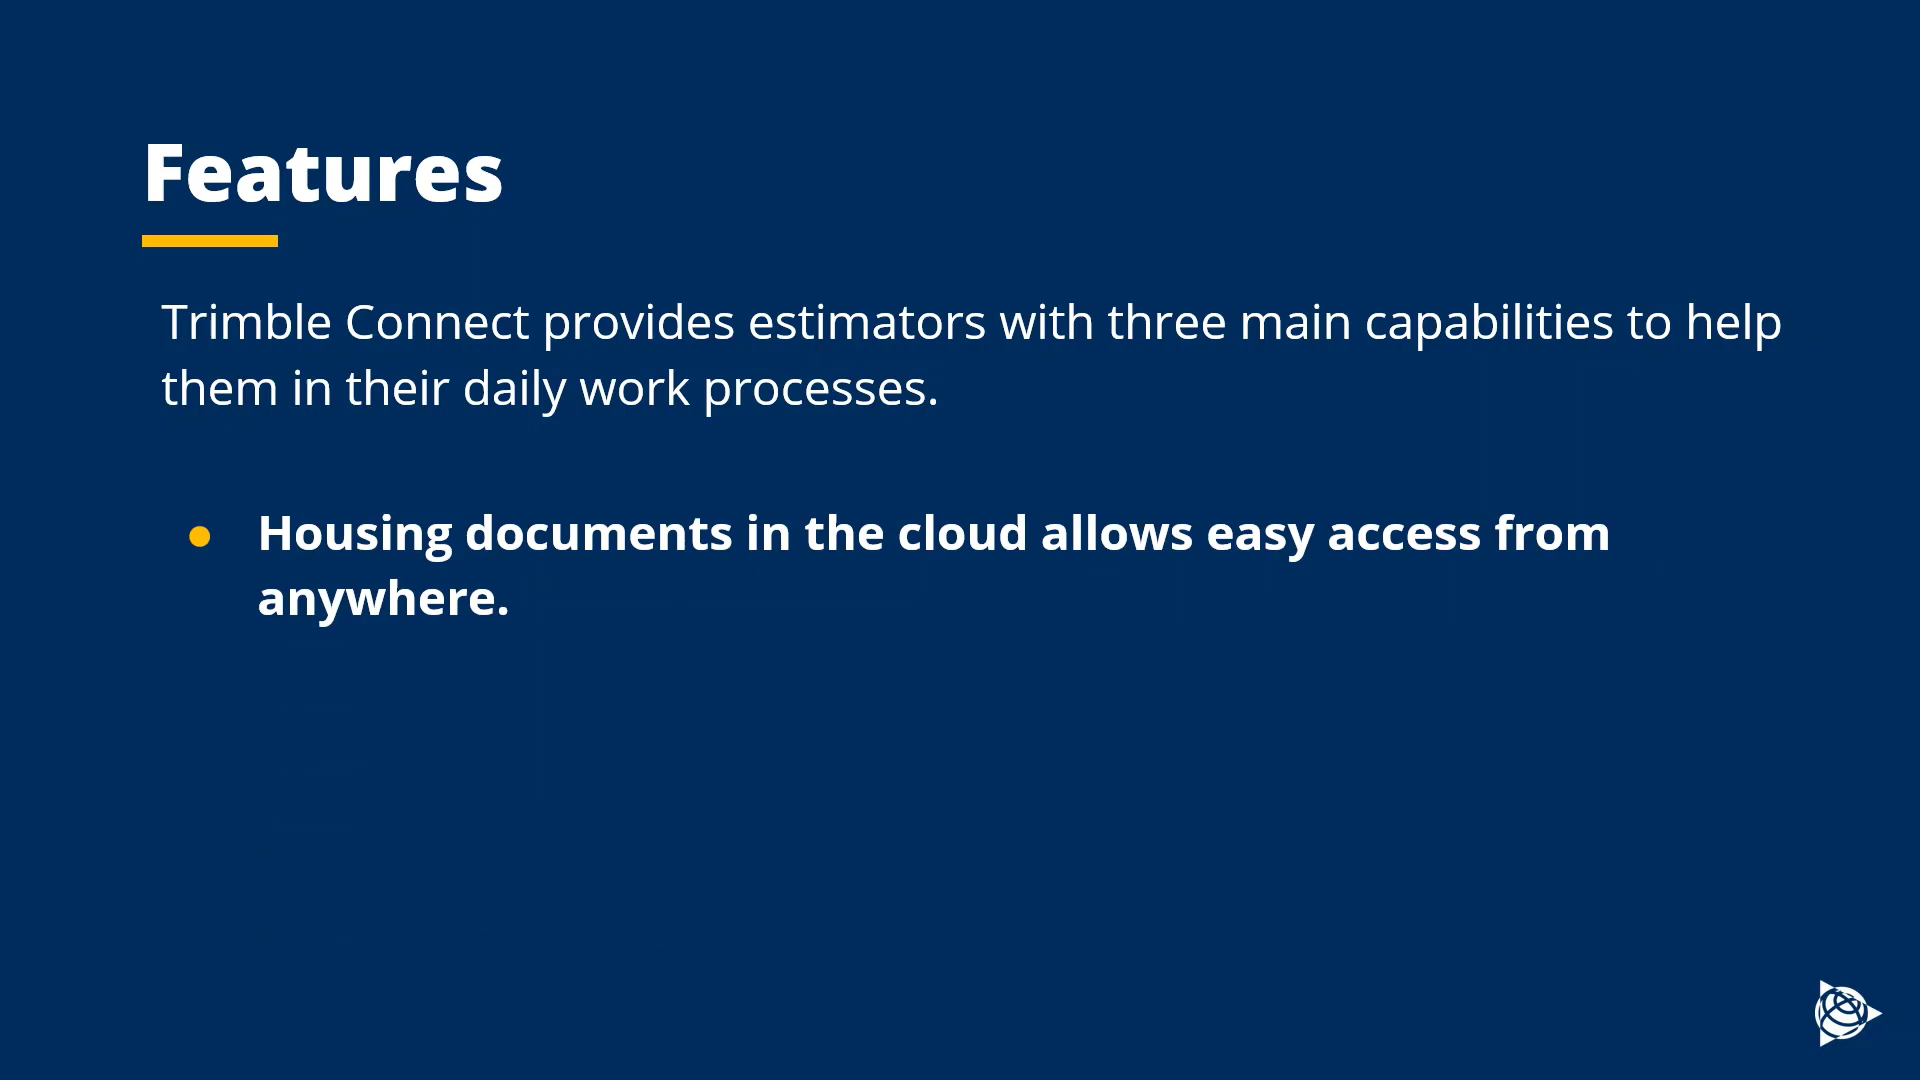 Features
Trimble Connect provides estimators with three main capabilities to help
them in their daily work processes.
● Housing documents in the cloud allows easy access from
anywhere.